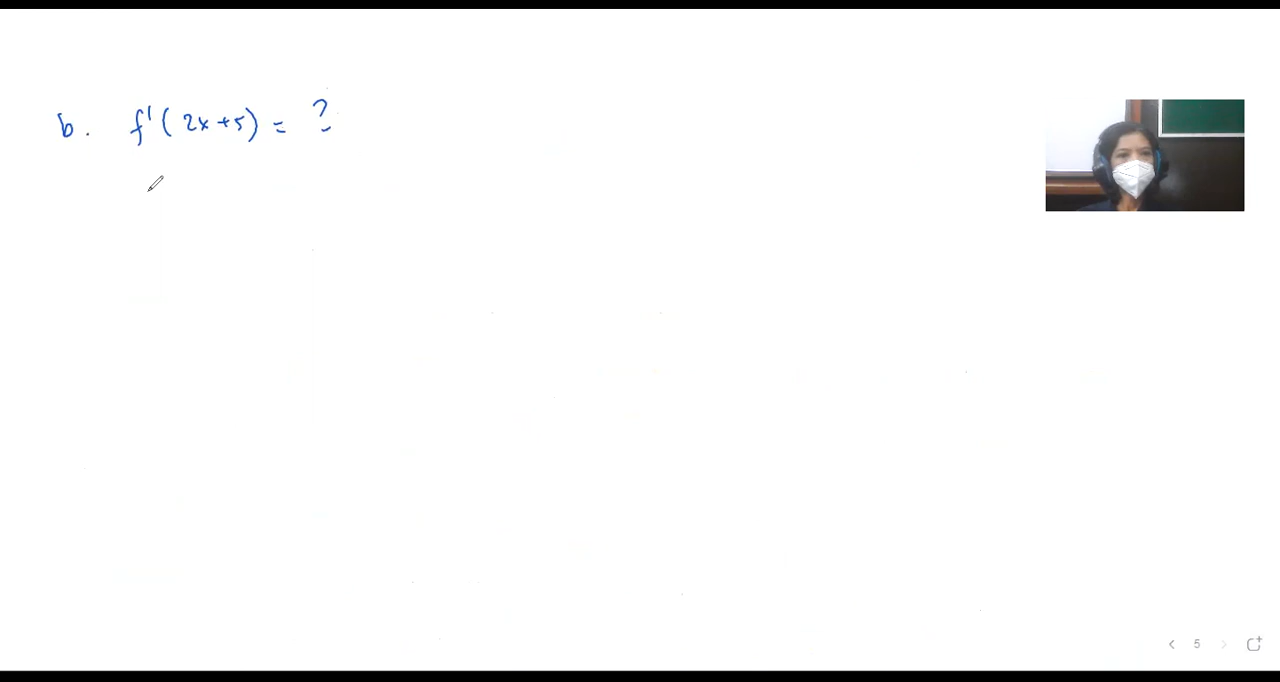 b. f'(2x+5) = ?
5